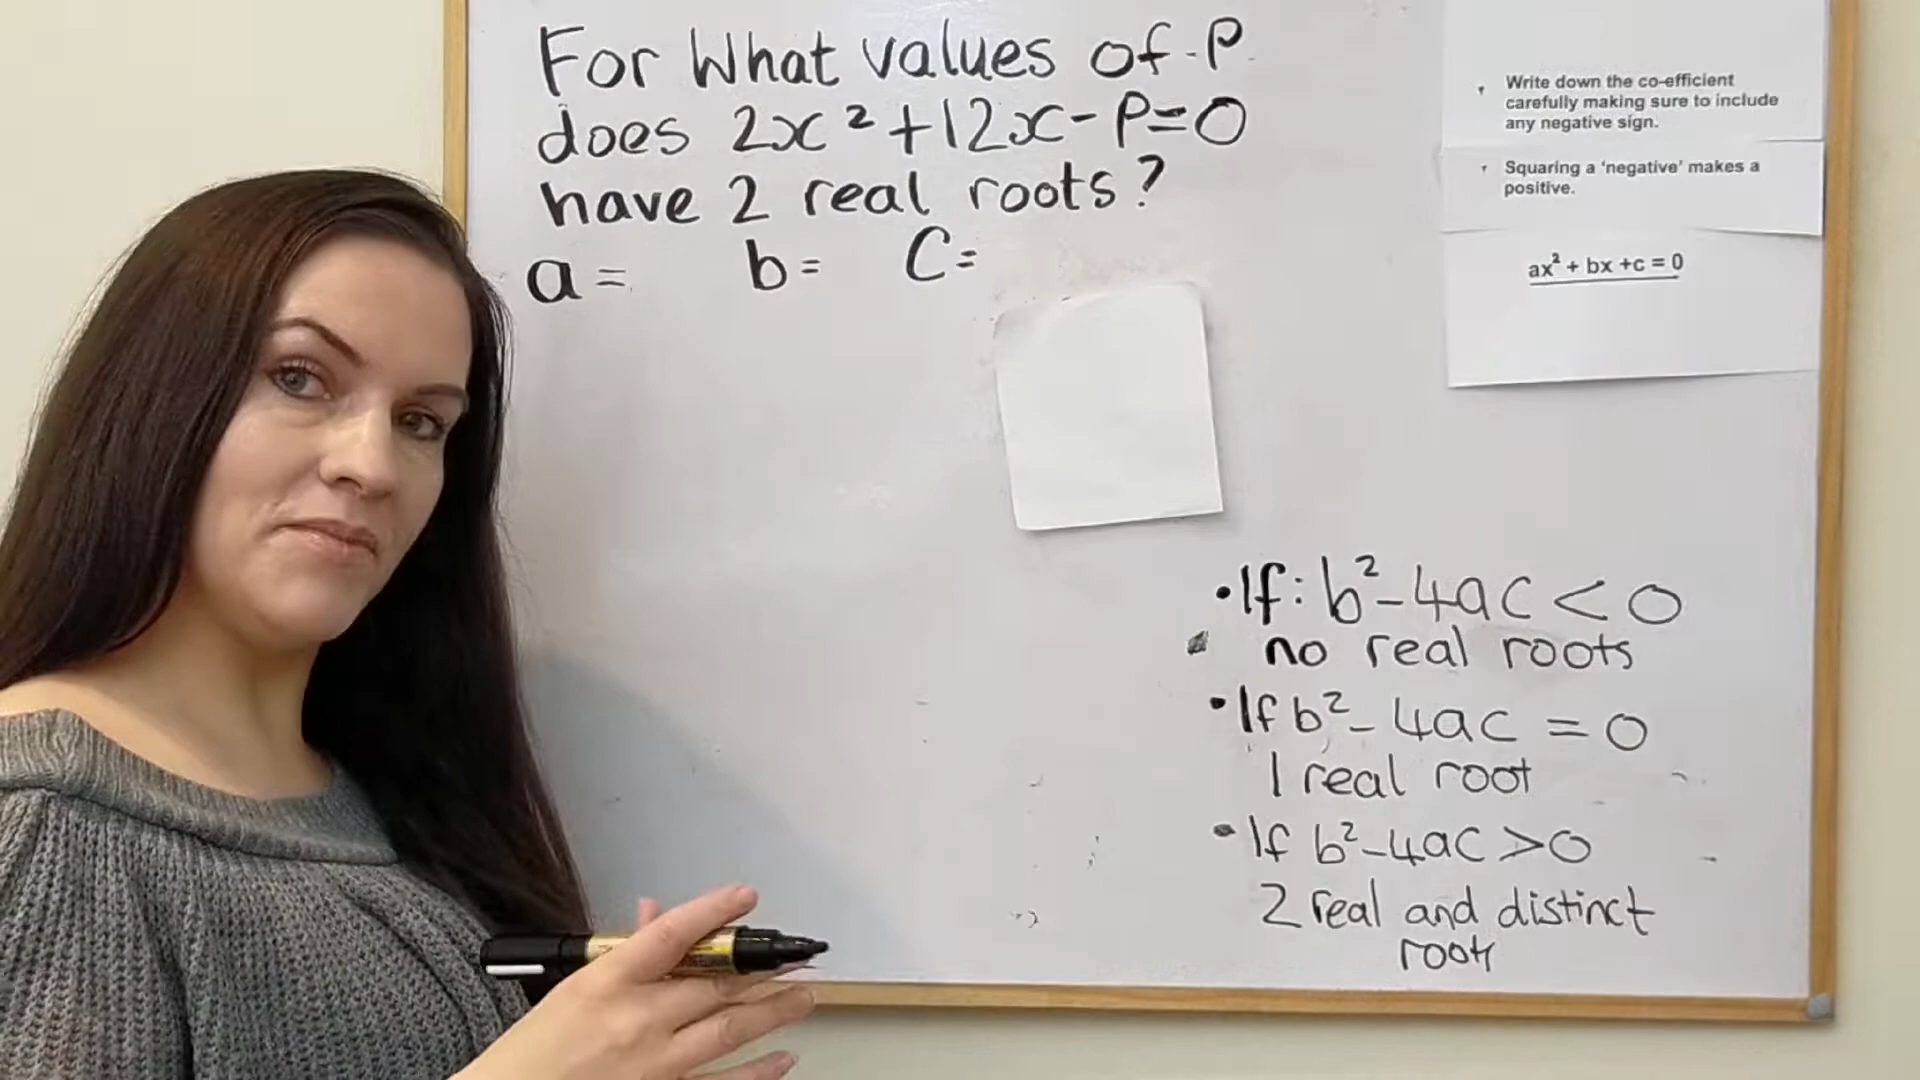 For What values of P
does 2x² + 12x - P = 0
have 2 real roots?
a = b = C =
Write down the co-efficient
carefully making sure to include
any negative sign.
Squaring a ‘negative’ makes a
positive.
ax² + bx +c = 0
• If: b² - 4ac < 0
no real roots
• If b² - 4ac = 0
1 real root
• If b² - 4ac > 0
2 real and distinct
roots